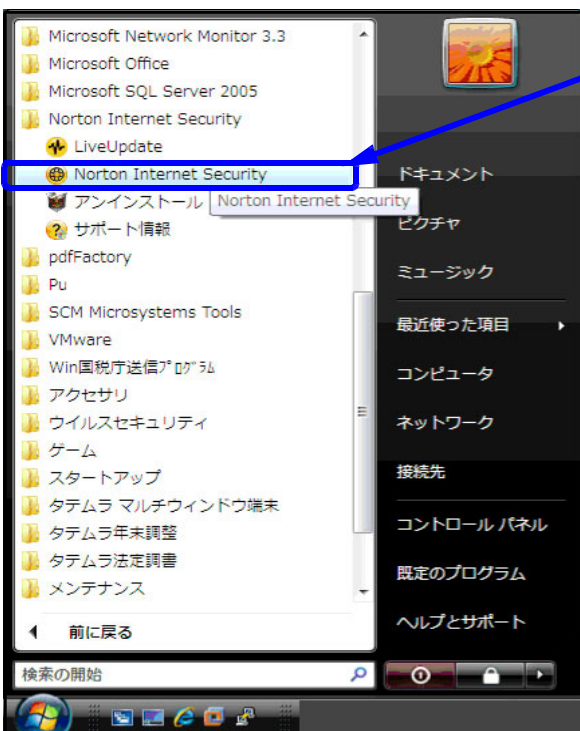 Microsoft Network Monitor 3.3
Microsoft Office
Microsoft SQL Server 2005
Norton Internet Security
LiveUpdate
Norton Internet Security
アンインストール
Norton Internet Security
サポート情報
pdfFactory
Pu
SCM Microsystems Tools
VMware
Win国税庁送信ﾌﾟﾛｸﾞﾗﾑ
アクセサリ
ウイルスセキュリティ
ゲーム
スタートアップ
タテムラ マルチウィンドウ端末
タテムラ年末調整
タテムラ法定調書
メンテナンス
前に戻る
検索の開始
ドキュメント
ピクチャ
ミュージック
最近使った項目
コンピュータ
ネットワーク
接続先
コントロール パネル
既定のプログラム
ヘルプとサポート